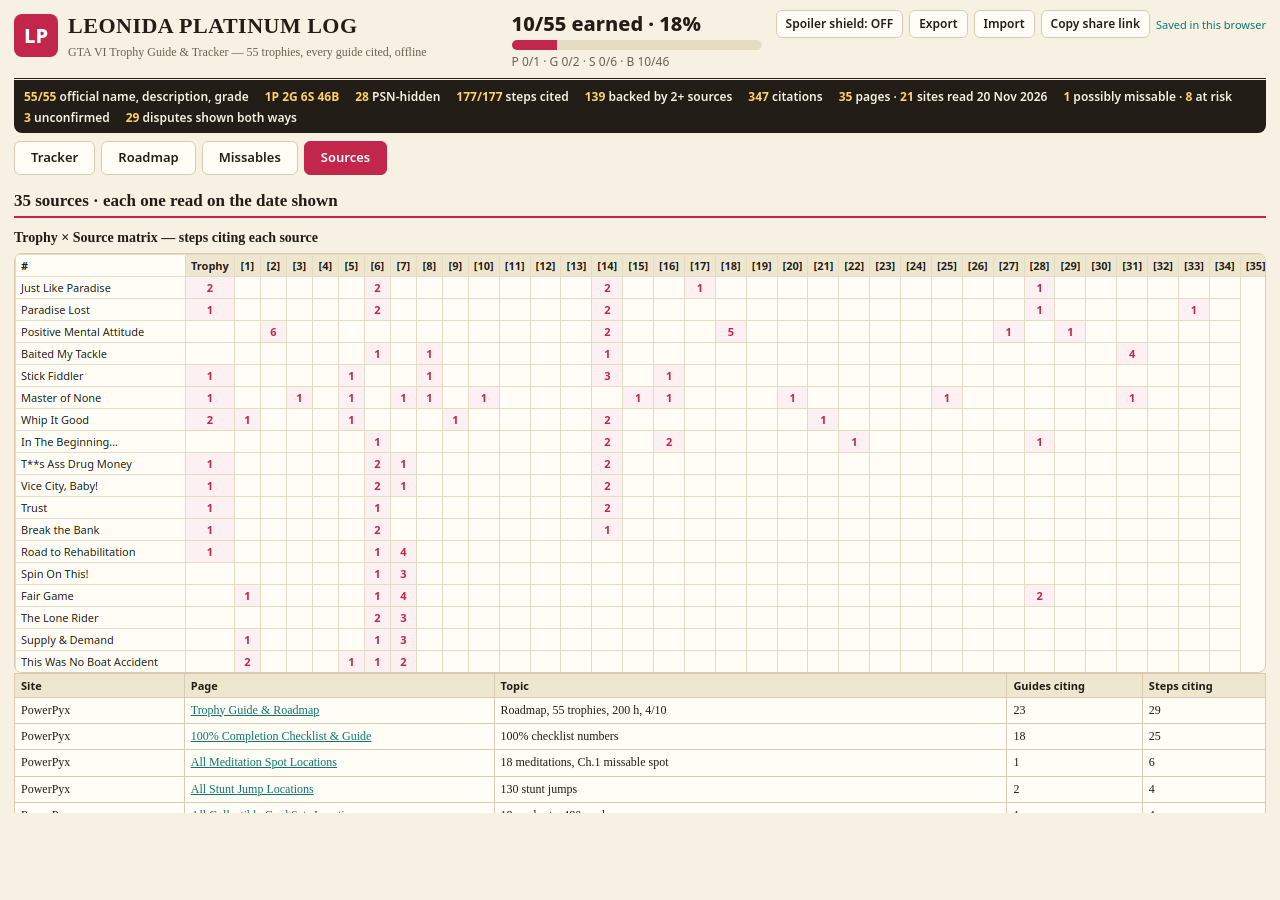 LP
LEONIDA PLATINUM LOG
GTA VI Trophy Guide & Tracker — 55 trophies, every guide cited, offline
10/55 earned · 18%
P 0/1 · G 0/2 · S 0/6 · B 10/46
Spoiler shield: OFF Export Import Copy share link Saved in this browser
55/55 official name, description, grade 1P 2G 6S 46B 28 PSN-hidden 177/177 steps cited 139 backed by 2+ sources 347 citations 35 pages · 21 sites read 20 Nov 2026 1 possibly missable · 8 at risk
3 unconfirmed 29 disputes shown both ways
Tracker Roadmap Missables Sources
35 sources · each one read on the date shown
Trophy × Source matrix — steps citing each source
# Trophy [1] [2] [3] [4] [5] [6] [7] [8] [9] [10] [11] [12] [13] [14] [15] [16] [17] [18] [19] [20] [21] [22] [23] [24] [25] [26] [27] [28] [29] [30] [31] [32] [33] [34] [35]
Just Like Paradise 2 2 2 1 1
Paradise Lost 1 2 2 1 1
Positive Mental Attitude 6 2 5 1 1
Baited My Tackle 1 1 1 4
Stick Fiddler 1 1 1 3 1
Master of None 1 1 1 1 1 1 1 1 1 1 1
Whip It Good 2 1 1 1 2 1
In The Beginning... 1 2 2 1 1
T**s Ass Drug Money 1 2 1 2
Vice City, Baby! 1 2 1 2
Trust 1 1 2
Break the Bank 1 2 1
Road to Rehabilitation 1 1 4
Spin On This! 1 3
Fair Game 1 1 4 2
The Lone Rider 2 3
Supply & Demand 1 1 3
This Was No Boat Accident 2 1 1 2
Site Page Topic Guides citing Steps citing
PowerPyx Trophy Guide & Roadmap Roadmap, 55 trophies, 200 h, 4/10 23 29
PowerPyx 100% Completion Checklist & Guide 100% checklist numbers 18 25
PowerPyx All Meditation Spot Locations 18 meditations, Ch.1 missable spot 1 6
PowerPyx All Stunt Jump Locations 130 stunt jumps 2 4